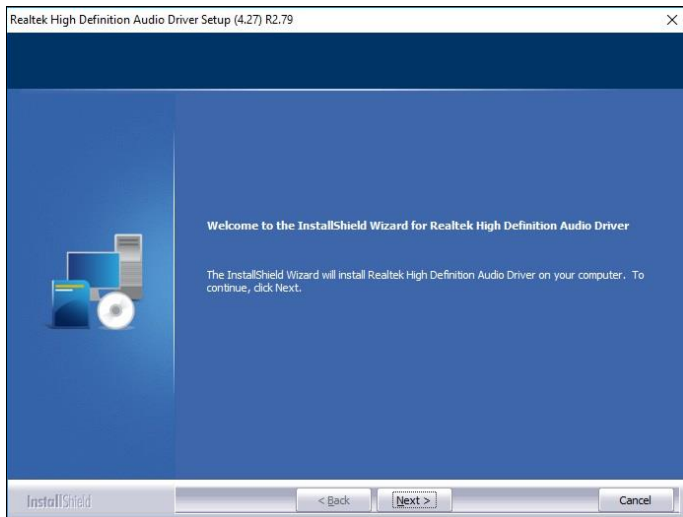 Realtek High Definition Audio Driver Setup (4.27) R2.79
Welcome to the InstallShield Wizard for Realtek High Definition Audio Driver
The InstallShield Wizard will install Realtek High Definition Audio Driver on your computer. To
continue, click Next.
InstallShield
< Back
Next >
Cancel